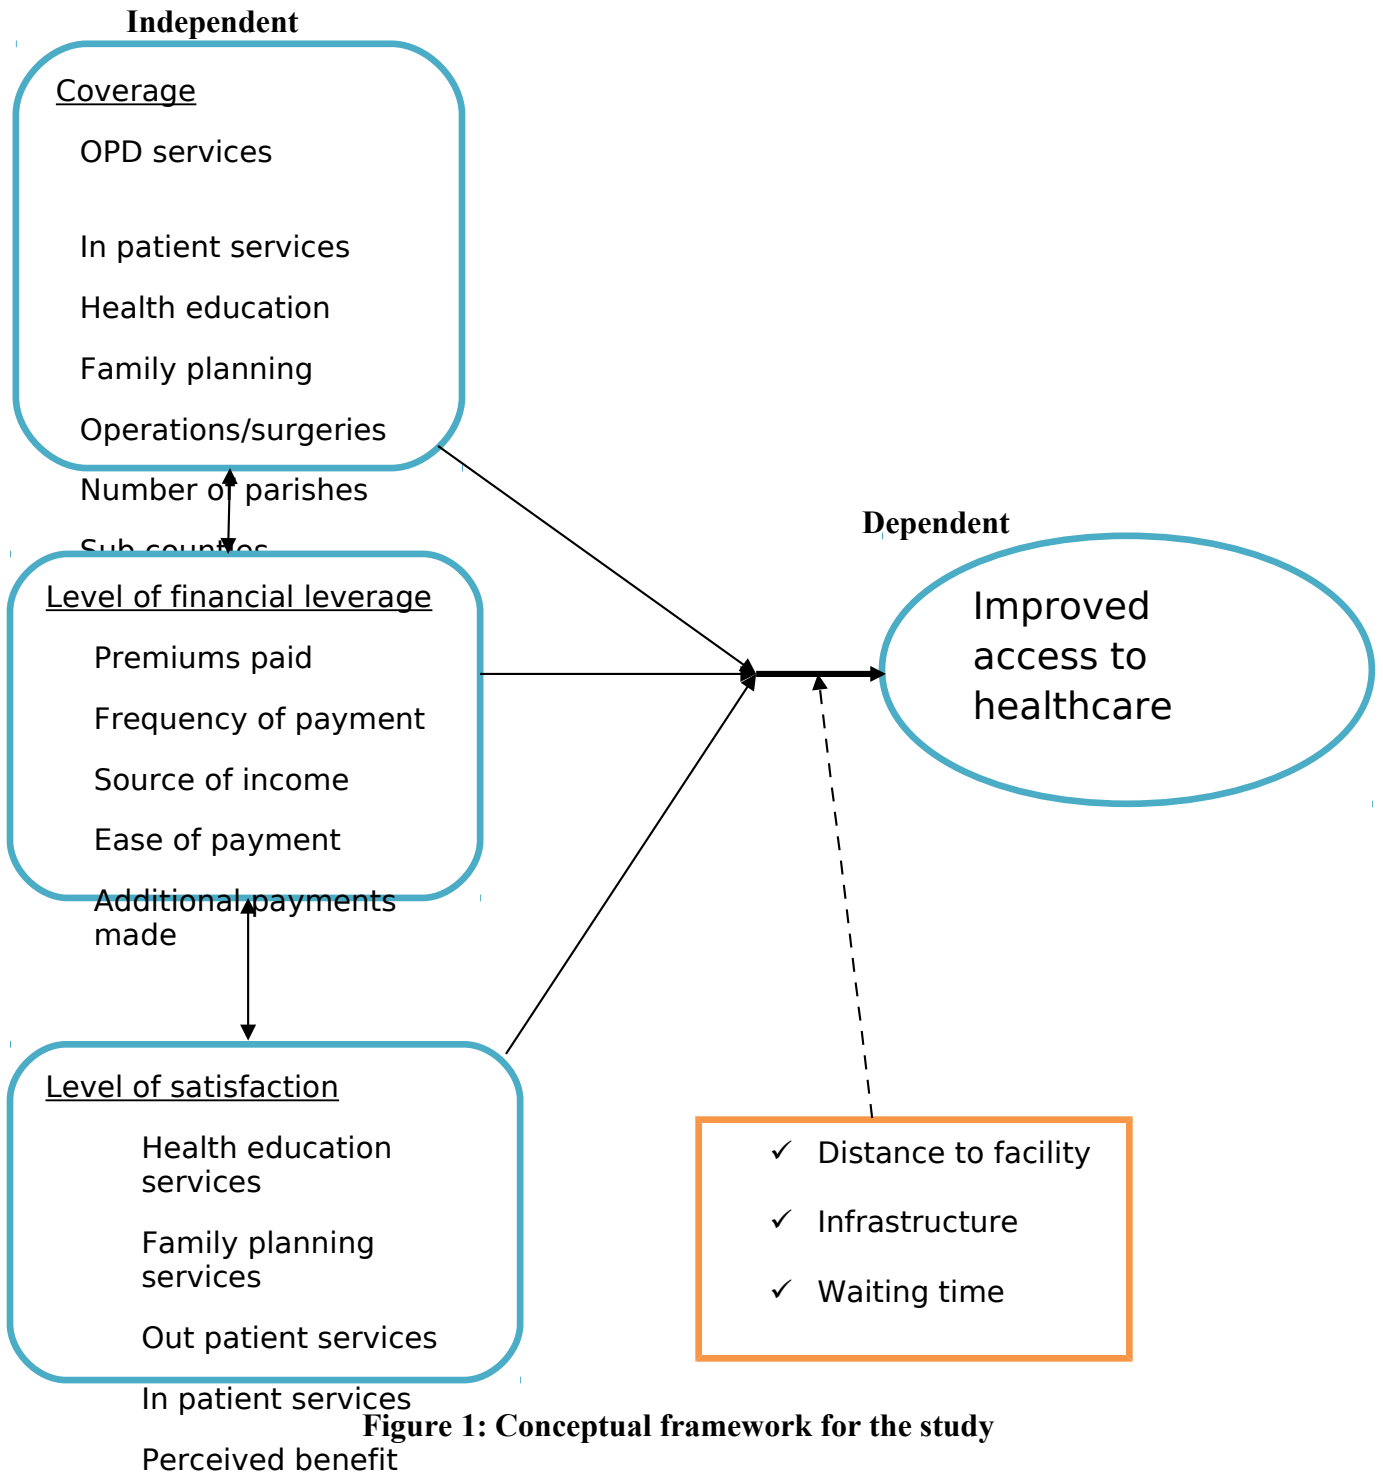 Independent
Coverage
OPD services
In patient services
Health education
Family planning
Operations/surgeries
Number of parishes
Sub counties
Dependent
Level of financial leverage
Premiums paid
Frequency of payment
Source of income
Ease of payment
Additional payments
made
Improved
access to
healthcare
Level of satisfaction
Health education
services
Family planning
services
Out patient services
In patient services
Perceived benefit
✓ Distance to facility
✓ Infrastructure
✓ Waiting time
Figure 1: Conceptual framework for the study